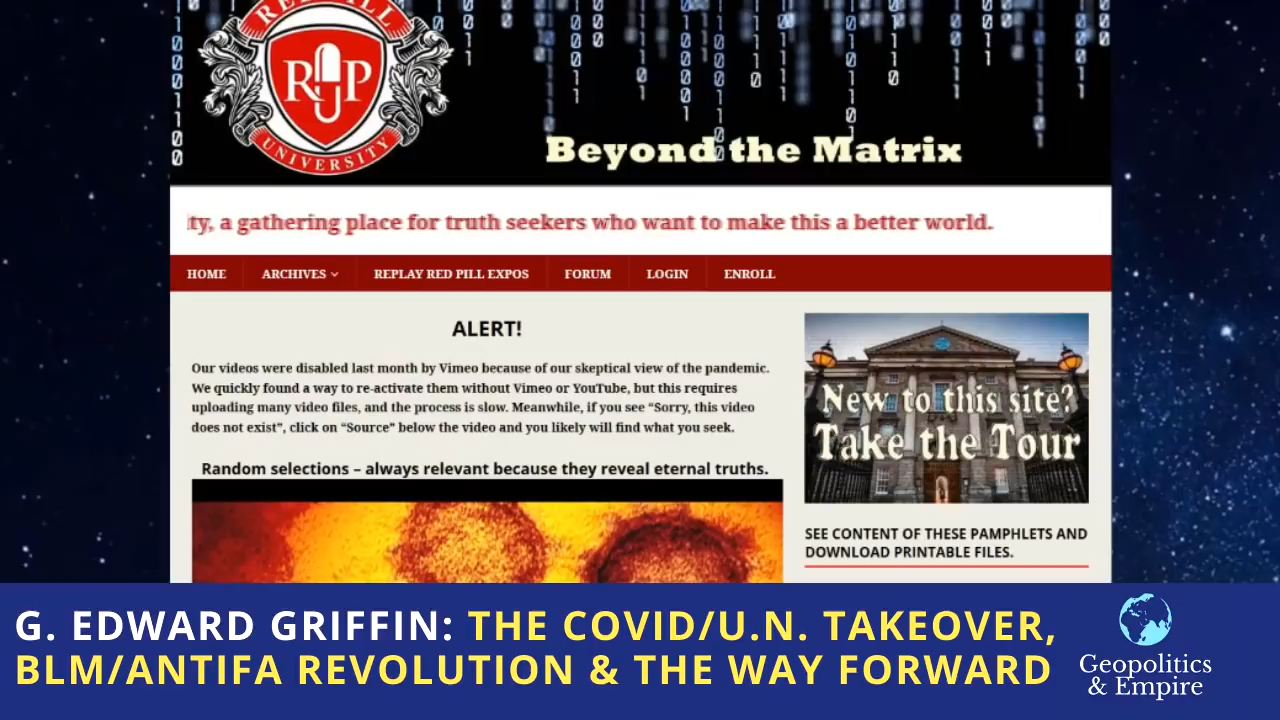 R P
UNIVERSITY
Beyond the Matrix
ty, a gathering place for truth seekers who want to make this a better world.
HOME ARCHIVES REPLAY RED PILL EXPOS FORUM LOGIN ENROLL
ALERT!
Our videos were disabled last month by Vimeo because of our skeptical view of the pandemic.
We quickly found a way to re-activate them without Vimeo or YouTube, but this requires
uploading many video files, and the process is slow. Meanwhile, if you see “Sorry, this video
does not exist”, click on “Source” below the video and you likely will find what you seek.
Random selections – always relevant because they reveal eternal truths.
New to this site?
Take the Tour
SEE CONTENT OF THESE PAMPHLETS AND
DOWNLOAD PRINTABLE FILES.
G. EDWARD GRIFFIN: THE COVID/U.N. TAKEOVER,
BLM/ANTIFA REVOLUTION & THE WAY FORWARD
Geopolitics
& Empire